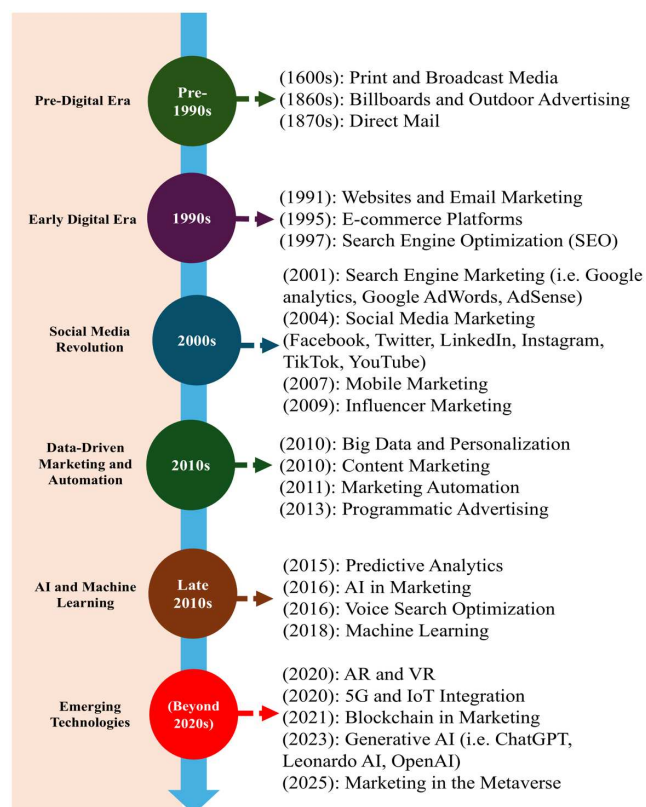 Pre-Digital Era
Pre-
1990s
(1600s): Print and Broadcast Media
(1860s): Billboards and Outdoor Advertising
(1870s): Direct Mail
Early Digital Era
1990s
(1991): Websites and Email Marketing
(1995): E-commerce Platforms
(1997): Search Engine Optimization (SEO)
Social Media
Revolution
2000s
(2001): Search Engine Marketing (i.e. Google
analytics, Google AdWords, AdSense)
(2004): Social Media Marketing
(Facebook, Twitter, LinkedIn, Instagram,
TikTok, YouTube)
(2007): Mobile Marketing
(2009): Influencer Marketing
Data-Driven
Marketing and
Automation
2010s
(2010): Big Data and Personalization
(2010): Content Marketing
(2011): Marketing Automation
(2013): Programmatic Advertising
AI and Machine
Learning
Late
2010s
(2015): Predictive Analytics
(2016): AI in Marketing
(2016): Voice Search Optimization
(2018): Machine Learning
Emerging
Technologies
(Beyond
2020s)
(2020): AR and VR
(2020): 5G and IoT Integration
(2021): Blockchain in Marketing
(2023): Generative AI (i.e. ChatGPT,
Leonardo AI, OpenAI)
(2025): Marketing in the Metaverse